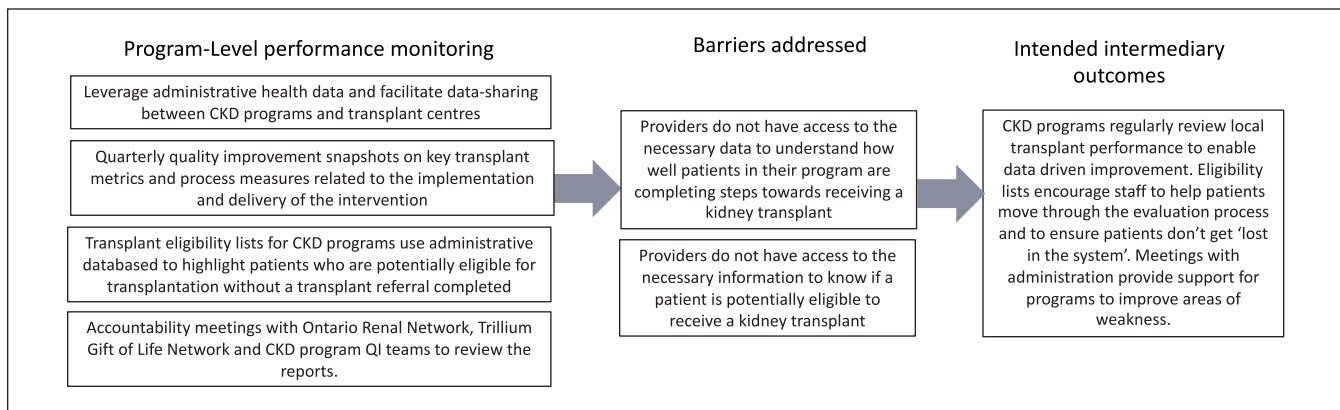 Program-Level performance monitoring
Leverage administrative health data and facilitate data-sharing
between CKD programs and transplant centres
Quarterly quality improvement snapshots on key transplant
metrics and process measures related to the implementation
and delivery of the intervention
Transplant eligibility lists for CKD programs use administrative
databased to highlight patients who are potentially eligible for
transplantation without a transplant referral completed
Accountability meetings with Ontario Renal Network, Trillium
Gift of Life Network and CKD program QI teams to review the
reports.
Barriers addressed
Providers do not have access to the
necessary data to understand how
well patients in their program are
completing steps towards receiving a
kidney transplant
Providers do not have access to the
necessary information to know if a
patient is potentially eligible to
receive a kidney transplant
Intended intermediary
outcomes
CKD programs regularly review local
transplant performance to enable
data driven improvement. Eligibility
lists encourage staff to help patients
move through the evaluation process
and to ensure patients don't get 'lost
in the system'. Meetings with
administration provide support for
programs to improve areas of
weakness.